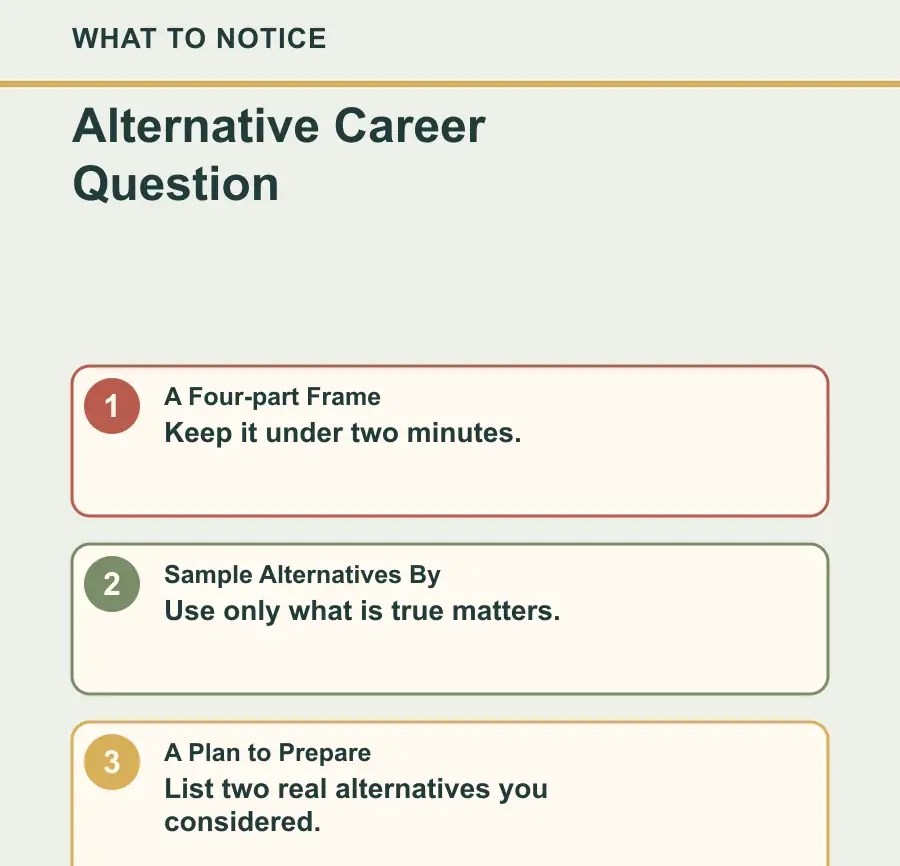 WHAT TO NOTICE
Alternative Career
Question
1
A Four-part Frame
Keep it under two minutes.
2
Sample Alternatives By
Use only what is true matters.
3
A Plan to Prepare
List two real alternatives you
considered.